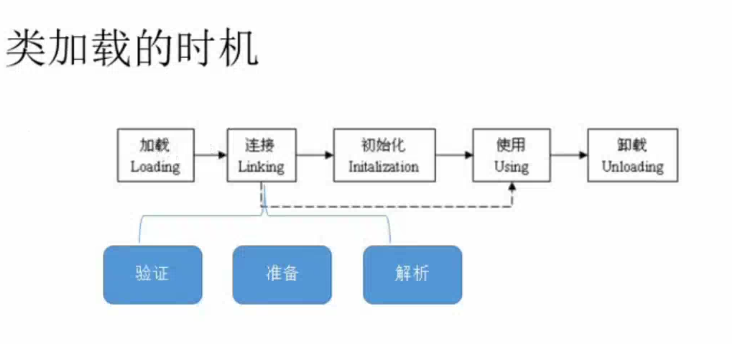 类加载的时机
加载
Loading
连接
Linking
初始化
Initalization
使用
Using
卸载
Unloading
验证
准备
解析